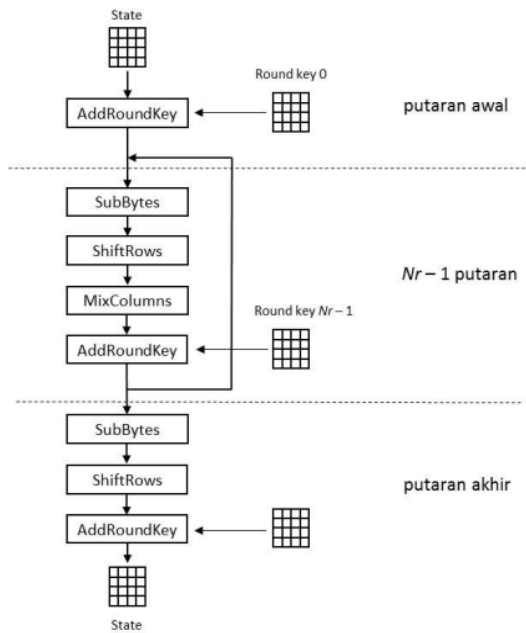 State
Round key 0
AddRoundKey
putaran awal
SubBytes
ShiftRows
Nr – 1 putaran
MixColumns
Round key Nr – 1
AddRoundKey
SubBytes
ShiftRows
putaran akhir
AddRoundKey
State